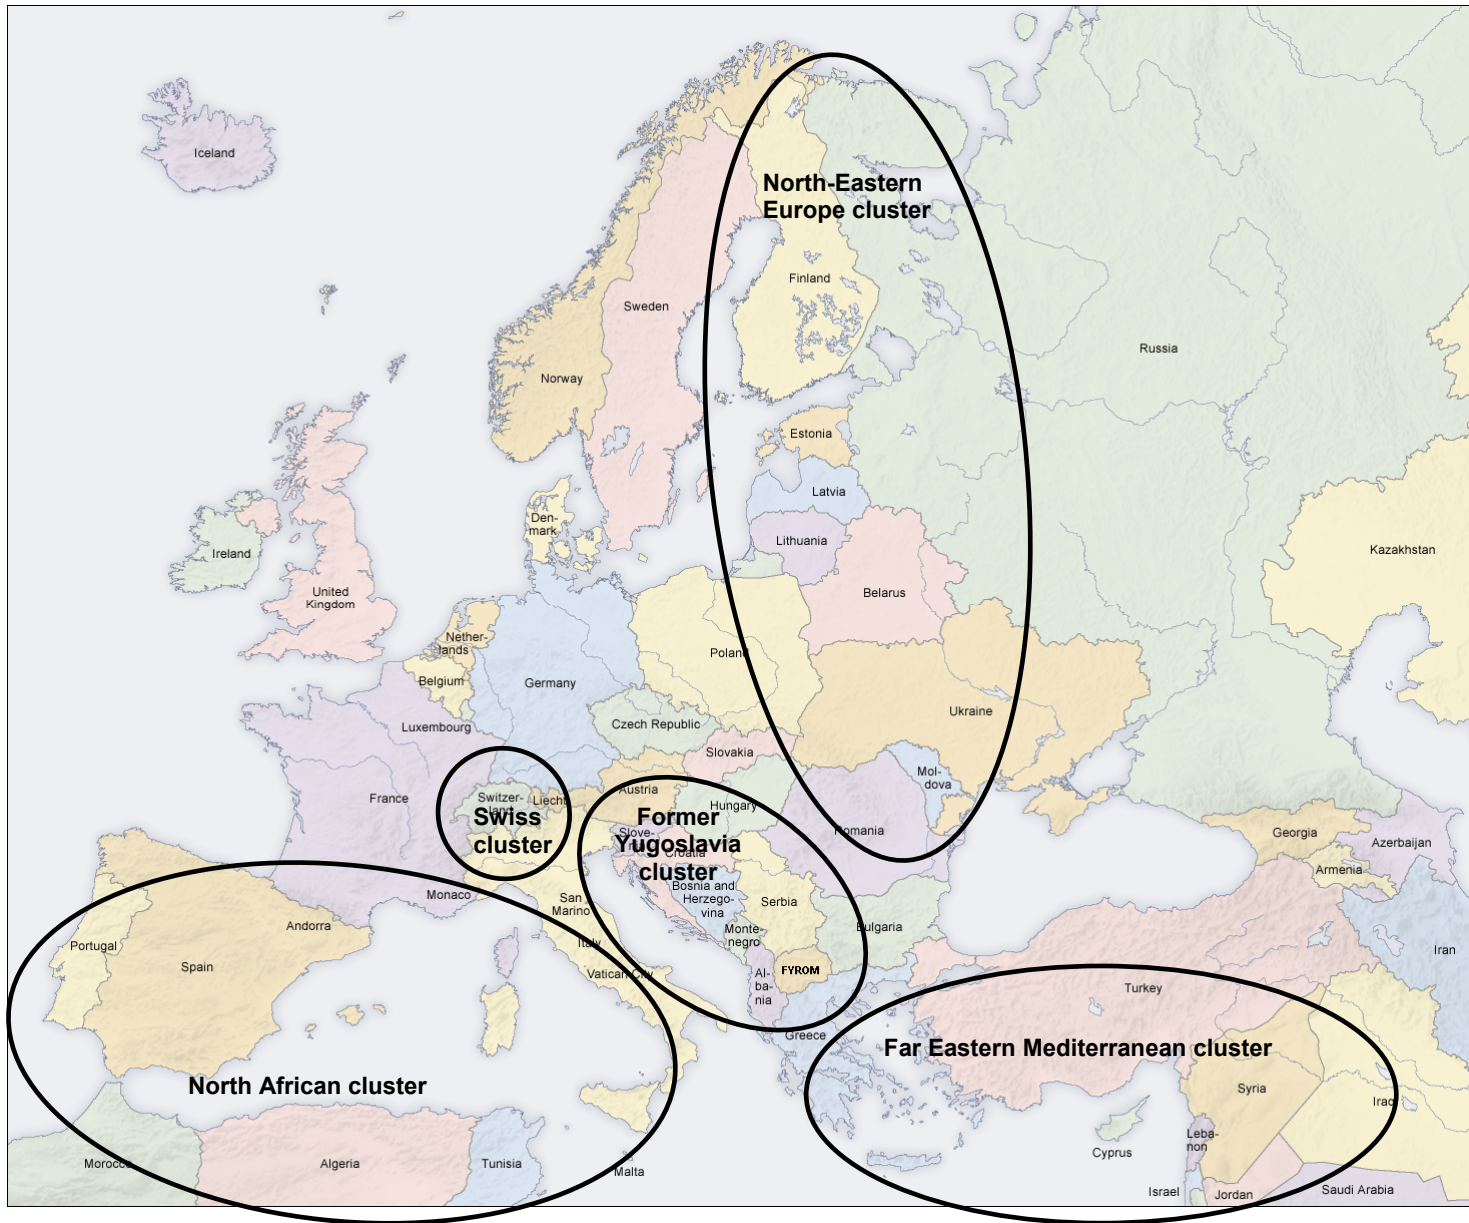 Iceland
North-Eastern
Europe cluster
Finland
Sweden
Russia
Norway
Estonia
Latvia
Den-
mark
Lithuania
Ireland
Kazakhstan
United
Kingdom
Belarus
Nether-
lands
Poland
Belgium
Germany
Ukraine
Luxembourg
Czech Republic
Slovakia
Mol-
dova
France
Switzer-
land
Liecht
Austria
Hungary
Swiss
cluster
Former
Yugoslavia
cluster
Slove-
nia
Croatia
Romania
Georgia
Azerbaijan
Armenia
Bosnia and
Herzego-
vina
Monaco
San
Marino
Serbia
Andorra
Monte-
negro
Bulgaria
Portugal
Italy
Iran
Spain
Vatican City
Al-
ba-
nia
FYROM
Turkey
Greece
Far Eastern Mediterranean cluster
North African cluster
Syria
Iraq
Leba-
non
Cyprus
Morocco
Algeria
Tunisia
Malta
Israel
Jordan
Saudi Arabia